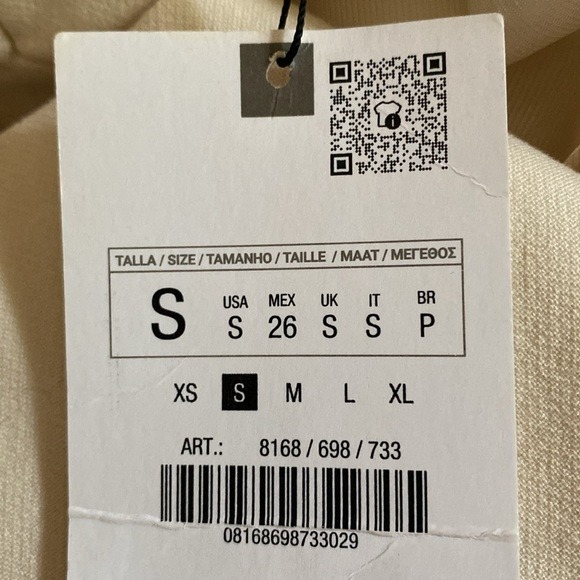 TALLA / SIZE / TAMANHO / TAILLE / MAAT / ΜΕΓΕΘΟΣ
S
USA MEX UK IT BR
S 26 S S P
XS S M L XL
ART.: 8168 / 698 / 733
08168698733029